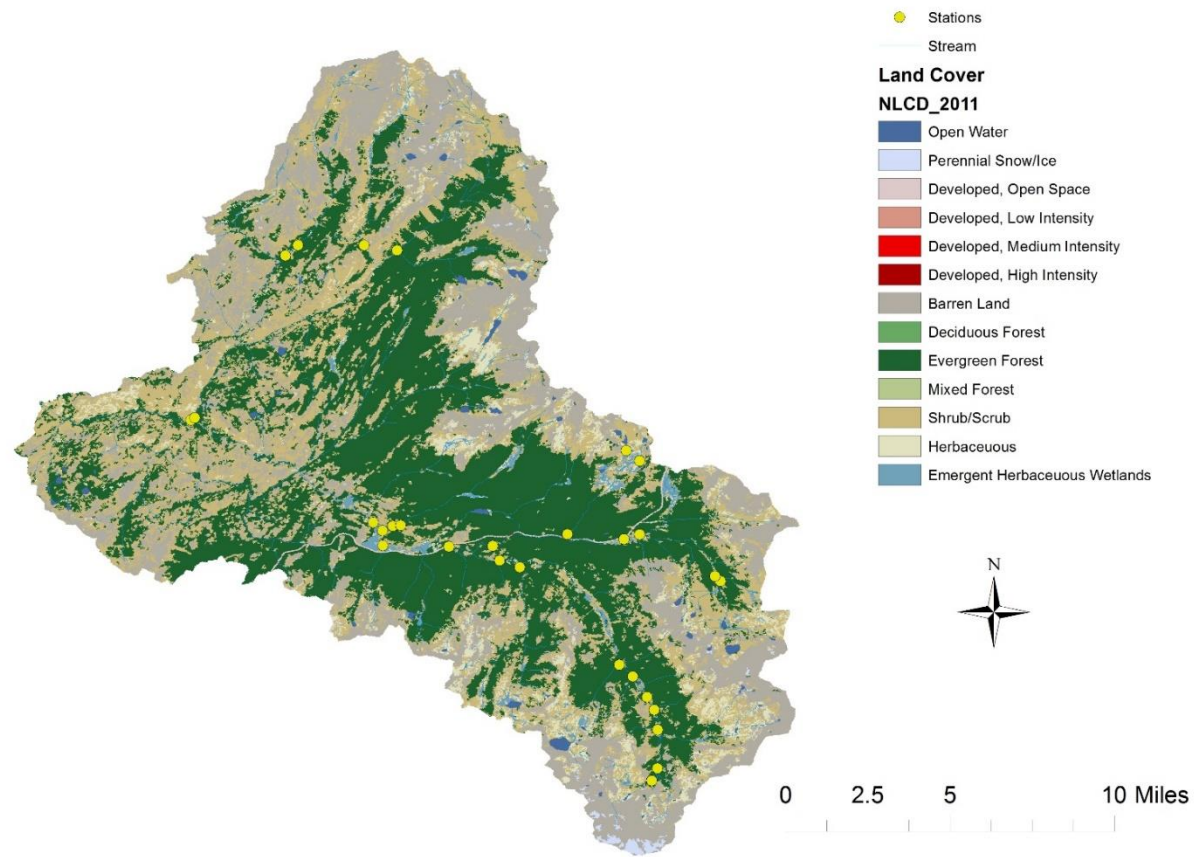 Stations
Stream
Land Cover
NLCD_2011
Open Water
Perennial Snow/Ice
Developed, Open Space
Developed, Low Intensity
Developed, Medium Intensity
Developed, High Intensity
Barren Land
Deciduous Forest
Evergreen Forest
Mixed Forest
Shrub/Scrub
Herbaceuous
Emergent Herbaceuous Wetlands
N
0 2.5 5 10 Miles